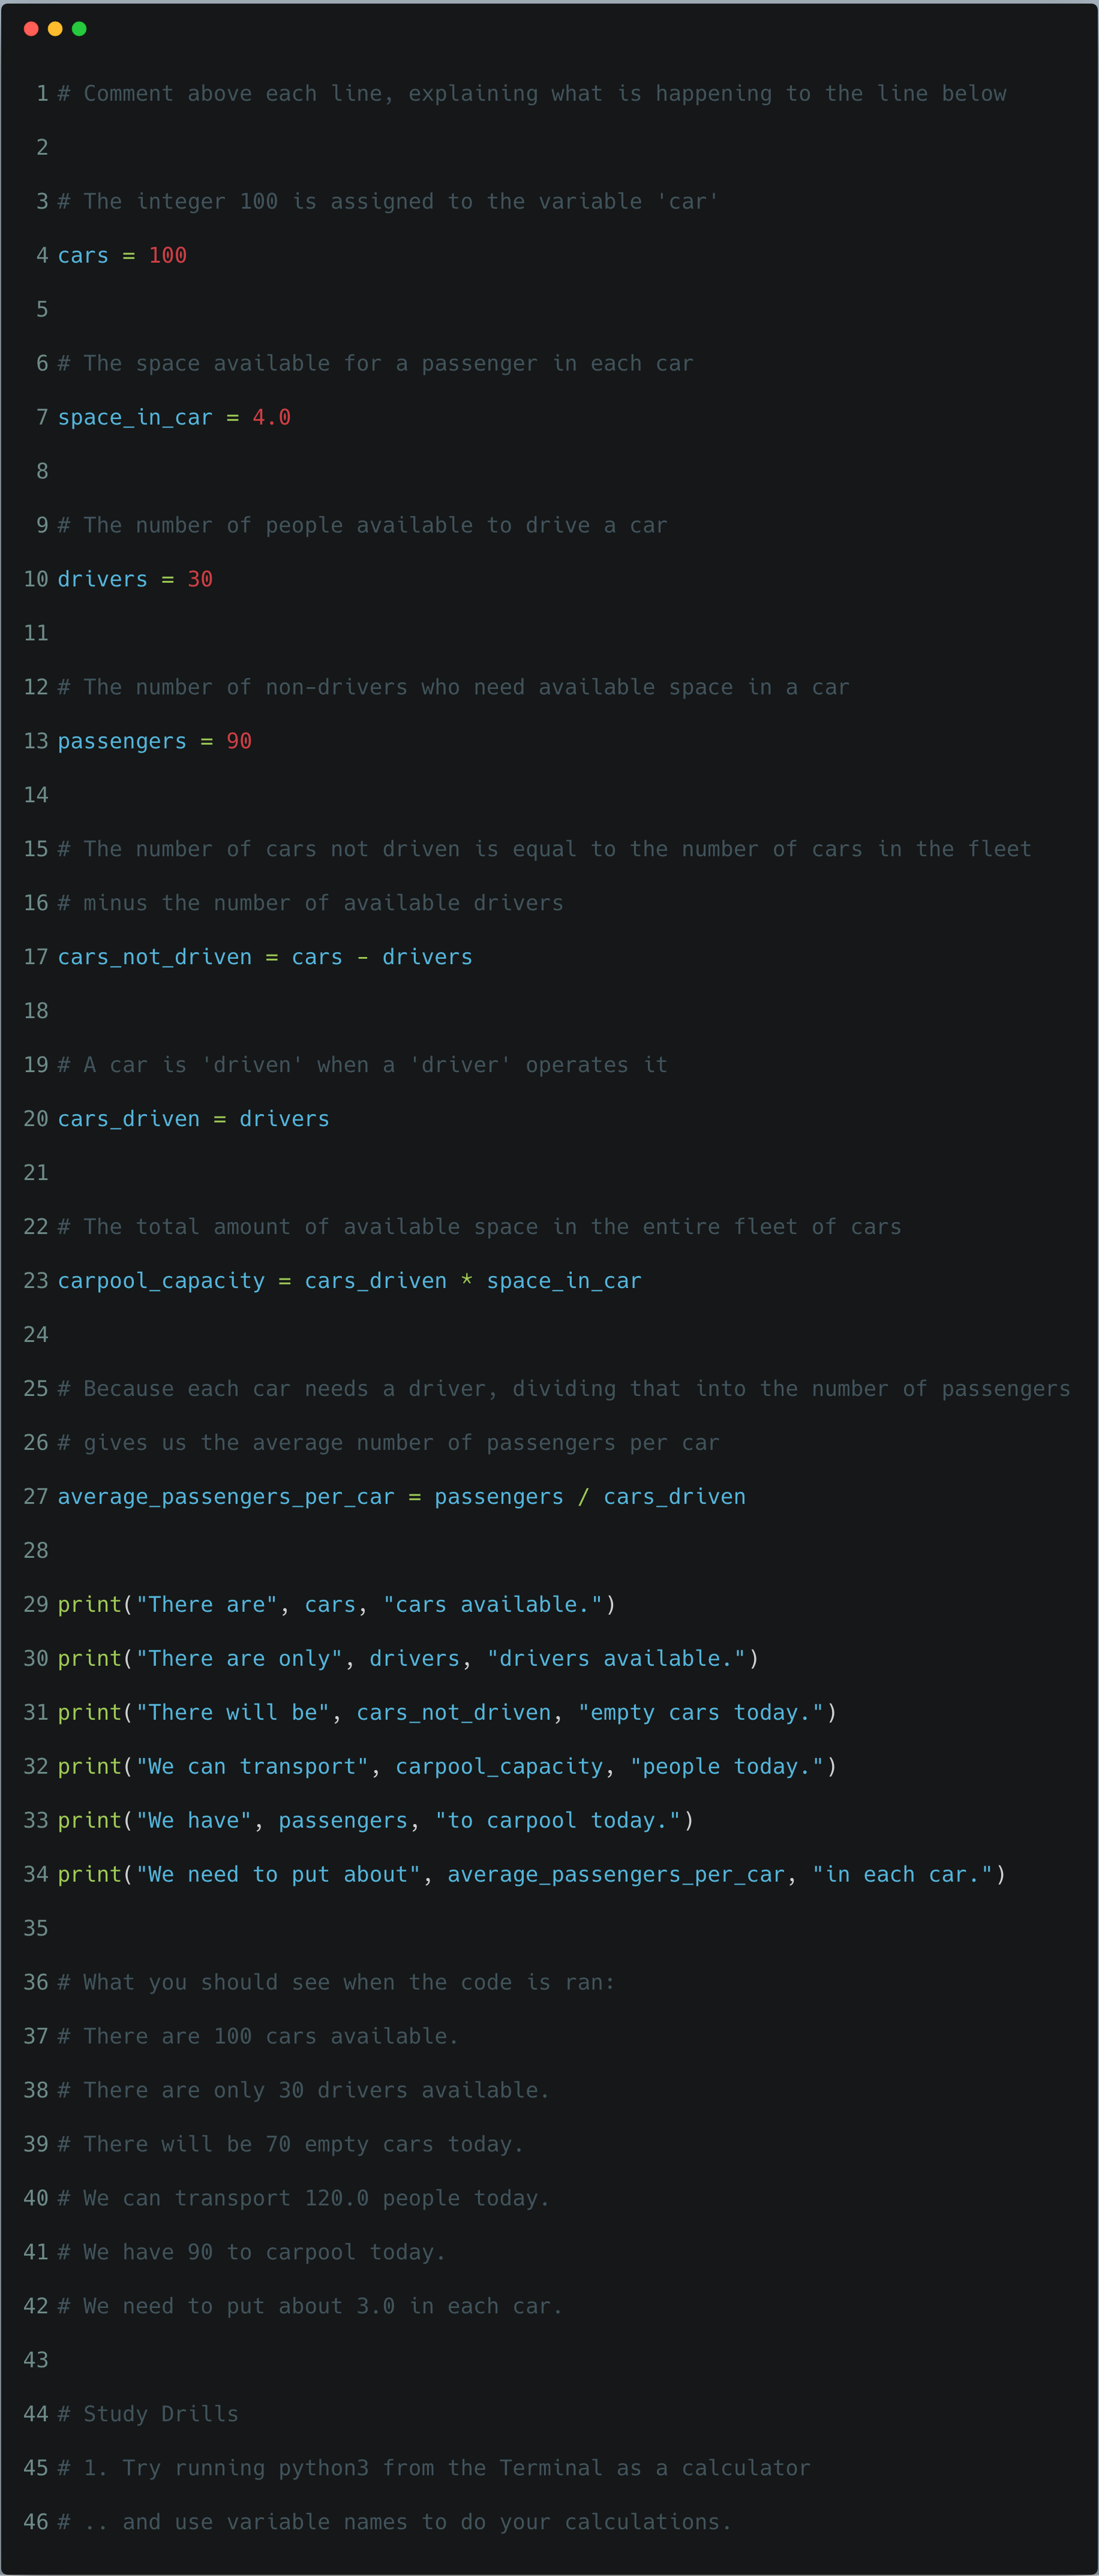 1 # Comment above each line, explaining what is happening to the line below
2
3 # The integer 100 is assigned to the variable 'car'
4 cars = 100
5
6 # The space available for a passenger in each car
7 space_in_car = 4.0
8
9 # The number of people available to drive a car
10 drivers = 30
11
12 # The number of non-drivers who need available space in a car
13 passengers = 90
14
15 # The number of cars not driven is equal to the number of cars in the fleet
16 # minus the number of available drivers
17 cars_not_driven = cars - drivers
18
19 # A car is 'driven' when a 'driver' operates it
20 cars_driven = drivers
21
22 # The total amount of available space in the entire fleet of cars
23 carpool_capacity = cars_driven * space_in_car
24
25 # Because each car needs a driver, dividing that into the number of passengers
26 # gives us the average number of passengers per car
27 average_passengers_per_car = passengers / cars_driven
28
29 print("There are", cars, "cars available.")
30 print("There are only", drivers, "drivers available.")
31 print("There will be", cars_not_driven, "empty cars today.")
32 print("We can transport", carpool_capacity, "people today.")
33 print("We have", passengers, "to carpool today.")
34 print("We need to put about", average_passengers_per_car, "in each car.")
35
36 # What you should see when the code is ran:
37 # There are 100 cars available.
38 # There are only 30 drivers available.
39 # There will be 70 empty cars today.
40 # We can transport 120.0 people today.
41 # We have 90 to carpool today.
42 # We need to put about 3.0 in each car.
43
44 # Study Drills
45 # 1. Try running python3 from the Terminal as a calculator
46 # .. and use variable names to do your calculations.